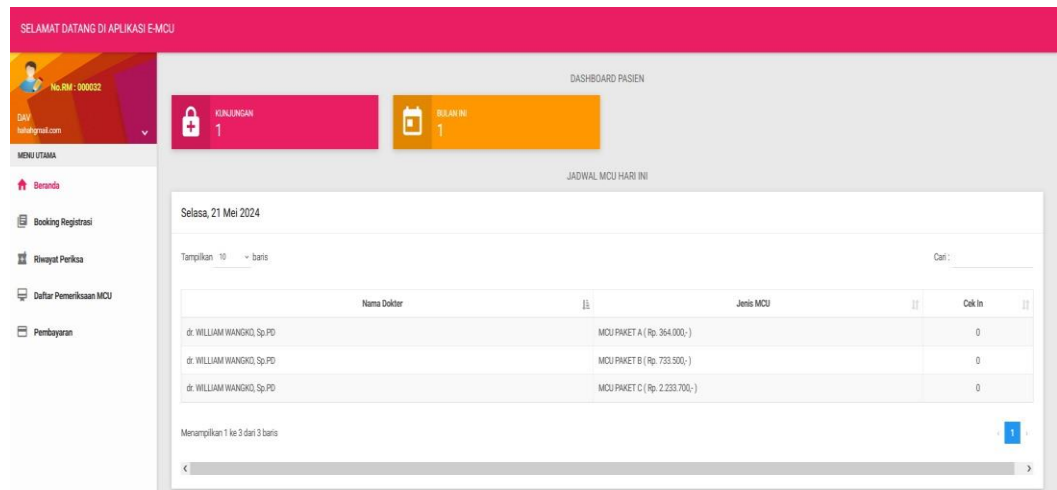 SELAMAT DATANG DI APLIKASI E-MCU
No.RM : 000032
DAV
hahahgmail.com
MENU UTAMA
Beranda
Booking Registrasi
Riwayat Periksa
Daftar Pemeriksaan MCU
Pembayaran
DASHBOARD PASIEN
KUNJUNGAN
1
BULAN INI
1
JADWAL MCU HARI INI
Selasa, 21 Mei 2024
Tampilkan 10 baris Cari :
Nama Dokter Jenis MCU Cek In
dr. WILLIAM WANGKO, Sp.PD MCU PAKET A ( Rp. 364.000,- ) 0
dr. WILLIAM WANGKO, Sp.PD MCU PAKET B ( Rp. 733.500,- ) 0
dr. WILLIAM WANGKO, Sp.PD MCU PAKET C ( Rp. 2.233.700,- ) 0
Menampilkan 1 ke 3 dari 3 baris 1